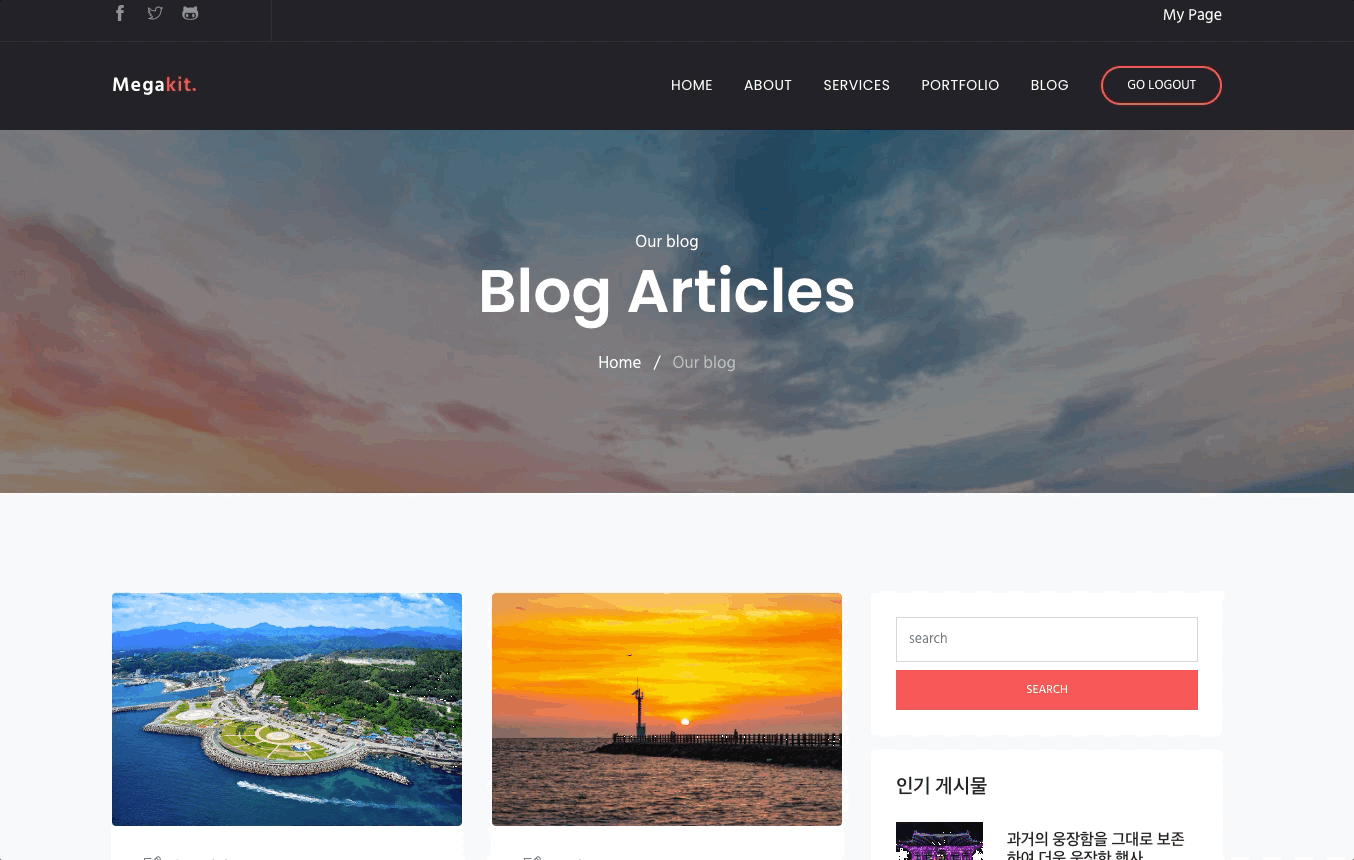 My Page
Megakit.
HOME ABOUT SERVICES PORTFOLIO BLOG GO LOGOUT
Our blog
Blog Articles
Home / Our blog
search
SEARCH
인기 게시물
과거의 웅장함을 그대로 보존
하여 더욱 웅장한 행사